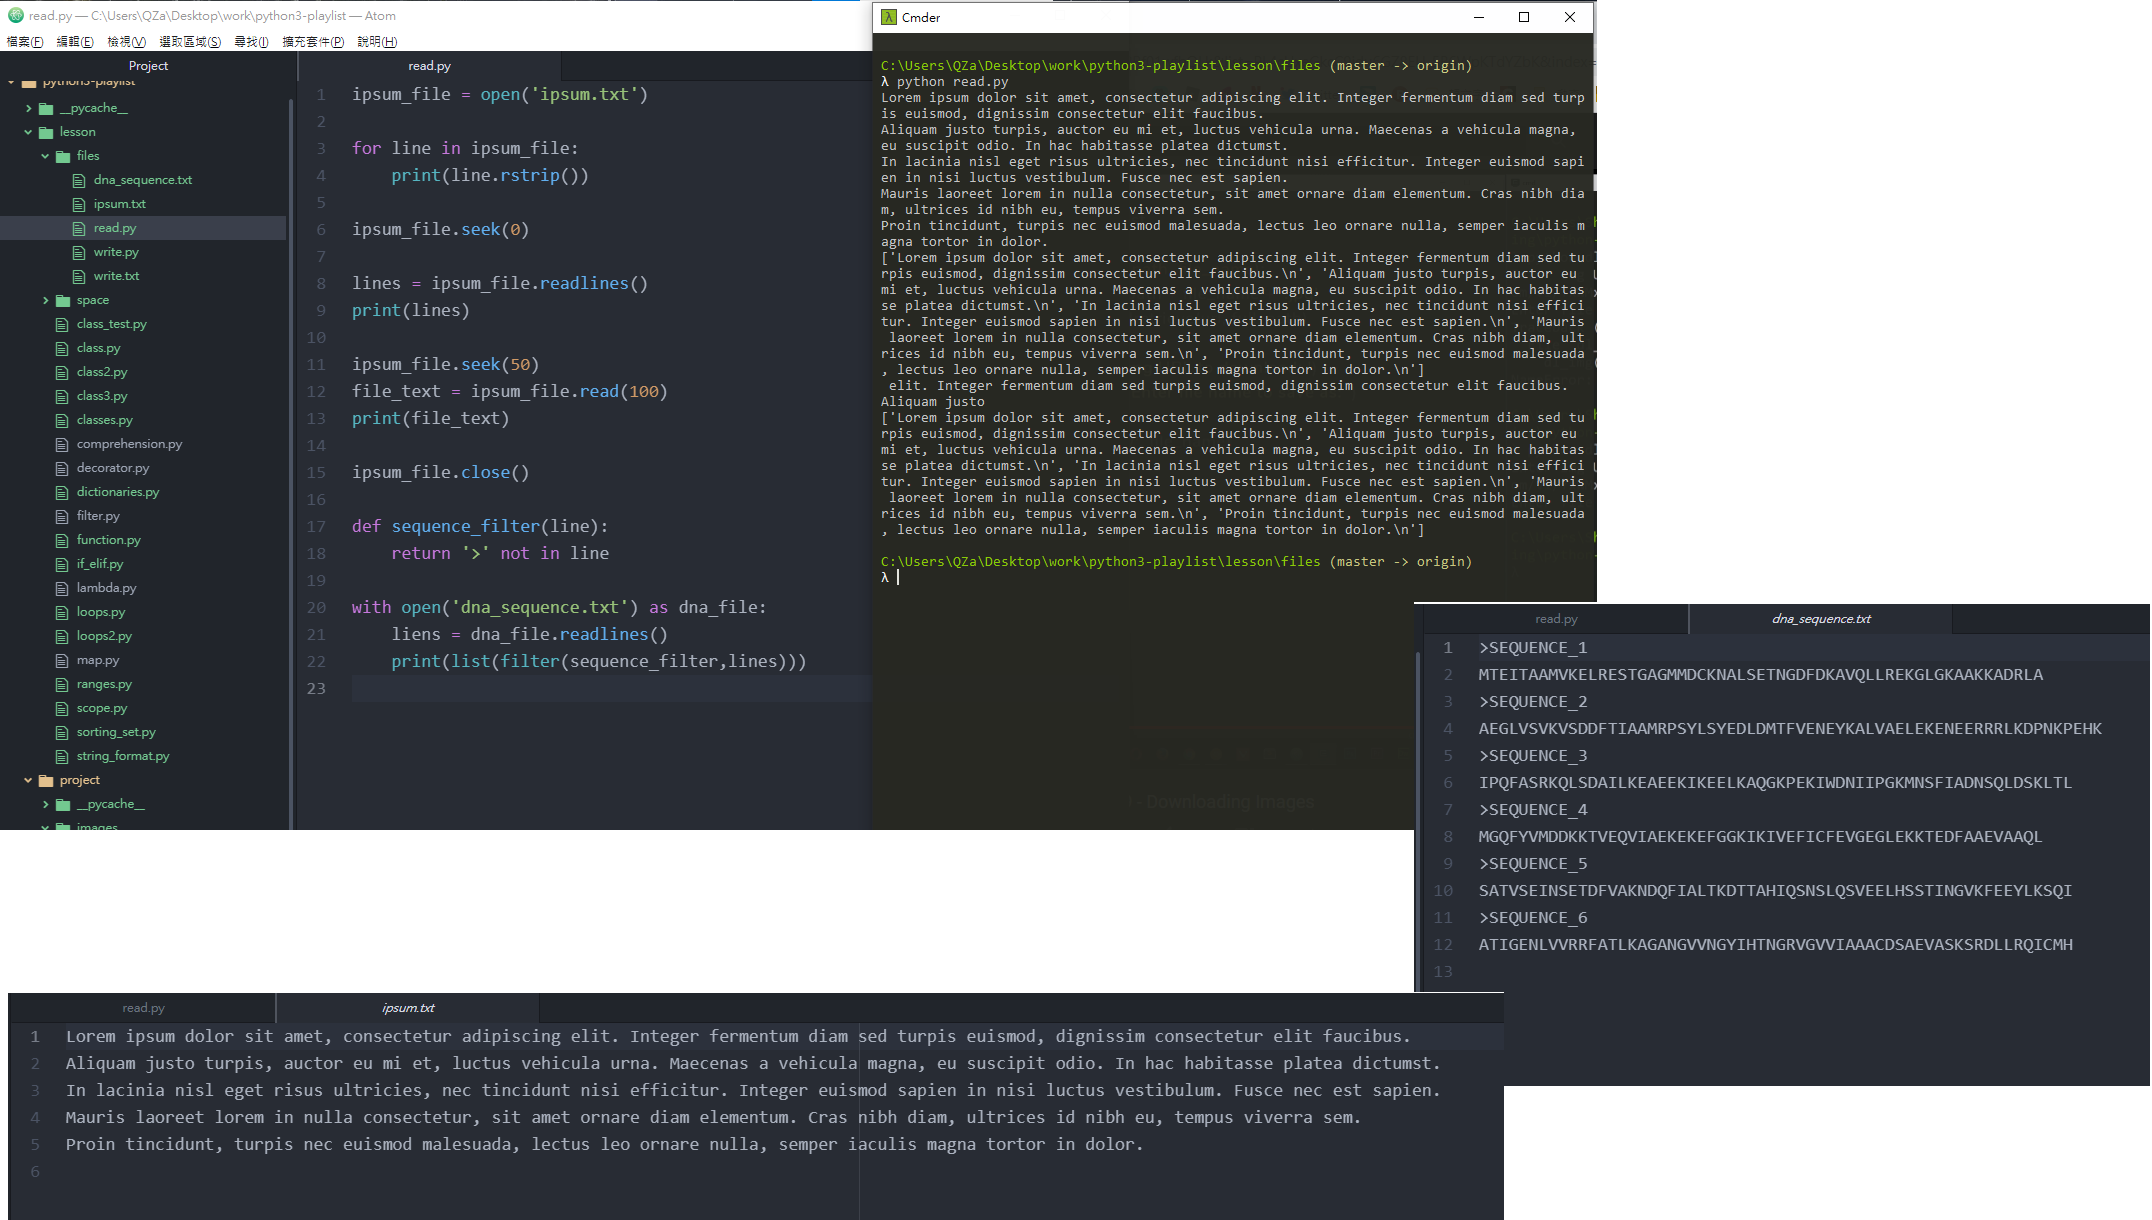 read.py — C:\Users\QZa\Desktop\work\python3-playlist — Atom
檔案(F) 編輯(E) 檢視(V) 選取區域(S) 尋找(I) 擴充套件(P) 說明(H)
Project
python3-playlist
__pycache__
lesson
files
dna_sequence.txt
ipsum.txt
read.py
write.py
write.txt
space
class_test.py
class.py
class2.py
class3.py
classes.py
comprehension.py
decorator.py
dictionaries.py
filter.py
function.py
if_elif.py
lambda.py
loops.py
loops2.py
map.py
ranges.py
scope.py
sorting_set.py
string_format.py
project
__pycache__
images
read.py
1 ipsum_file = open('ipsum.txt')
2
3 for line in ipsum_file:
4 print(line.rstrip())
5
6 ipsum_file.seek(0)
7
8 lines = ipsum_file.readlines()
9 print(lines)
10
11 ipsum_file.seek(50)
12 file_text = ipsum_file.read(100)
13 print(file_text)
14
15 ipsum_file.close()
16
17 def sequence_filter(line):
18 return '>' not in line
19
20 with open('dna_sequence.txt') as dna_file:
21 liens = dna_file.readlines()
22 print(list(filter(sequence_filter,lines)))
23
Cmder
C:\Users\QZa\Desktop\work\python3-playlist\lesson\files (master -> origin)
λ python read.py
Lorem ipsum dolor sit amet, consectetur adipiscing elit. Integer fermentum diam sed turp
is euismod, dignissim consectetur elit faucibus.
Aliquam justo turpis, auctor eu mi et, luctus vehicula urna. Maecenas a vehicula magna,
eu suscipit odio. In hac habitasse platea dictumst.
In lacinia nisl eget risus ultricies, nec tincidunt nisi efficitur. Integer euismod sapi
en in nisi luctus vestibulum. Fusce nec est sapien.
Mauris laoreet lorem in nulla consectetur, sit amet ornare diam elementum. Cras nibh dia
m, ultrices id nibh eu, tempus viverra sem.
Proin tincidunt, turpis nec euismod malesuada, lectus leo ornare nulla, semper iaculis m
agna tortor in dolor.
['Lorem ipsum dolor sit amet, consectetur adipiscing elit. Integer fermentum diam sed tu
rpis euismod, dignissim consectetur elit faucibus.\n', 'Aliquam justo turpis, auctor eu
mi et, luctus vehicula urna. Maecenas a vehicula magna, eu suscipit odio. In hac habitas
se platea dictumst.\n', 'In lacinia nisl eget risus ultricies, nec tincidunt nisi effici
tur. Integer euismod sapien in nisi luctus vestibulum. Fusce nec est sapien.\n', 'Mauris
laoreet lorem in nulla consectetur, sit amet ornare diam elementum. Cras nibh diam, ult
rices id nibh eu, tempus viverra sem.\n', 'Proin tincidunt, turpis nec euismod malesuada
, lectus leo ornare nulla, semper iaculis magna tortor in dolor.\n']
elit. Integer fermentum diam sed turpis euismod, dignissim consectetur elit faucibus.
Aliquam justo
['Lorem ipsum dolor sit amet, consectetur adipiscing elit. Integer fermentum diam sed tu
rpis euismod, dignissim consectetur elit faucibus.\n', 'Aliquam justo turpis, auctor eu
mi et, luctus vehicula urna. Maecenas a vehicula magna, eu suscipit odio. In hac habitas
se platea dictumst.\n', 'In lacinia nisl eget risus ultricies, nec tincidunt nisi effici
tur. Integer euismod sapien in nisi luctus vestibulum. Fusce nec est sapien.\n', 'Mauris
laoreet lorem in nulla consectetur, sit amet ornare diam elementum. Cras nibh diam, ult
rices id nibh eu, tempus viverra sem.\n', 'Proin tincidunt, turpis nec euismod malesuada
, lectus leo ornare nulla, semper iaculis magna tortor in dolor.\n']
C:\Users\QZa\Desktop\work\python3-playlist\lesson\files (master -> origin)
λ
Downloading Images
read.py dna_sequence.txt
1 >SEQUENCE_1
2 MTEITAAMVKELRESTGAGMMDCKNALSETNGDFDKAVQLLREKGLGKAAKKADRLA
3 >SEQUENCE_2
4 AEGLVSVKVSDDFTIAAMRPSYLSYEDLDMTFVENEYKALVAELEKENEERRRLKDPNKPEHK
5 >SEQUENCE_3
6 IPQFASRKQLSDAILKEAEEKIKEELKAQGKPEKIWDNIIPGKMNSFIADNSQLDSKLTL
7 >SEQUENCE_4
8 MGQFYVMDDKKTVEQVIAEKEKEFGGKIKIVEFICFEVGEGLEKKTEDFAAEVAAQL
9 >SEQUENCE_5
10 SATVSEINSETDFVAKNDQFIALTKDTTAHIQSNSLQSVEELHSSTINGVKFEEYLKSQI
11 >SEQUENCE_6
12 ATIGENLVVRRFATLKAGANGVVNGYIHTNGRVGVVIAAACDSAEVASKSRDLLRQICMH
13
read.py ipsum.txt
1 Lorem ipsum dolor sit amet, consectetur adipiscing elit. Integer fermentum diam sed turpis euismod, dignissim consectetur elit faucibus.
2 Aliquam justo turpis, auctor eu mi et, luctus vehicula urna. Maecenas a vehicula magna, eu suscipit odio. In hac habitasse platea dictumst.
3 In lacinia nisl eget risus ultricies, nec tincidunt nisi efficitur. Integer euismod sapien in nisi luctus vestibulum. Fusce nec est sapien.
4 Mauris laoreet lorem in nulla consectetur, sit amet ornare diam elementum. Cras nibh diam, ultrices id nibh eu, tempus viverra sem.
5 Proin tincidunt, turpis nec euismod malesuada, lectus leo ornare nulla, semper iaculis magna tortor in dolor.
6